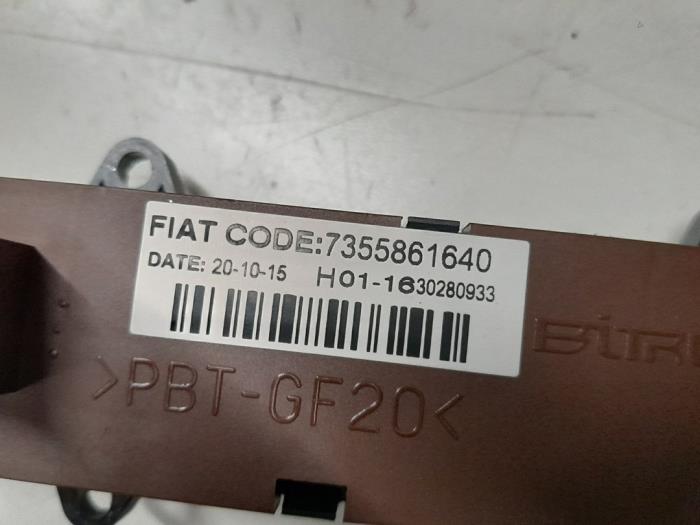 FIAT CODE:7355861640
DATE: 20-10-15 H01-1630280933
>PBT-GF20<